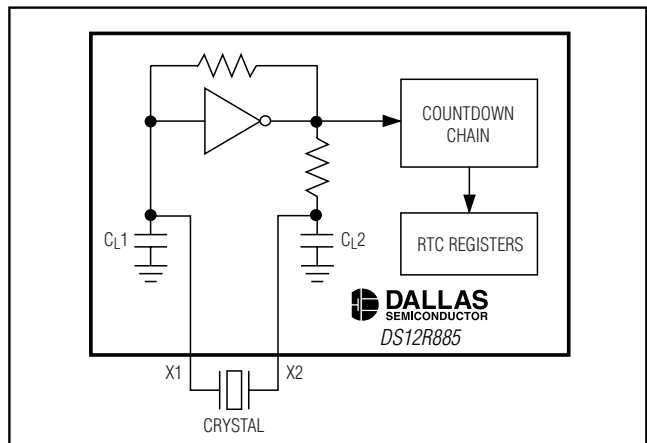 COUNTDOWN
CHAIN
CL1
CL2
RTC REGISTERS
DALLAS
SEMICONDUCTOR
DS12R885
X1
X2
CRYSTAL